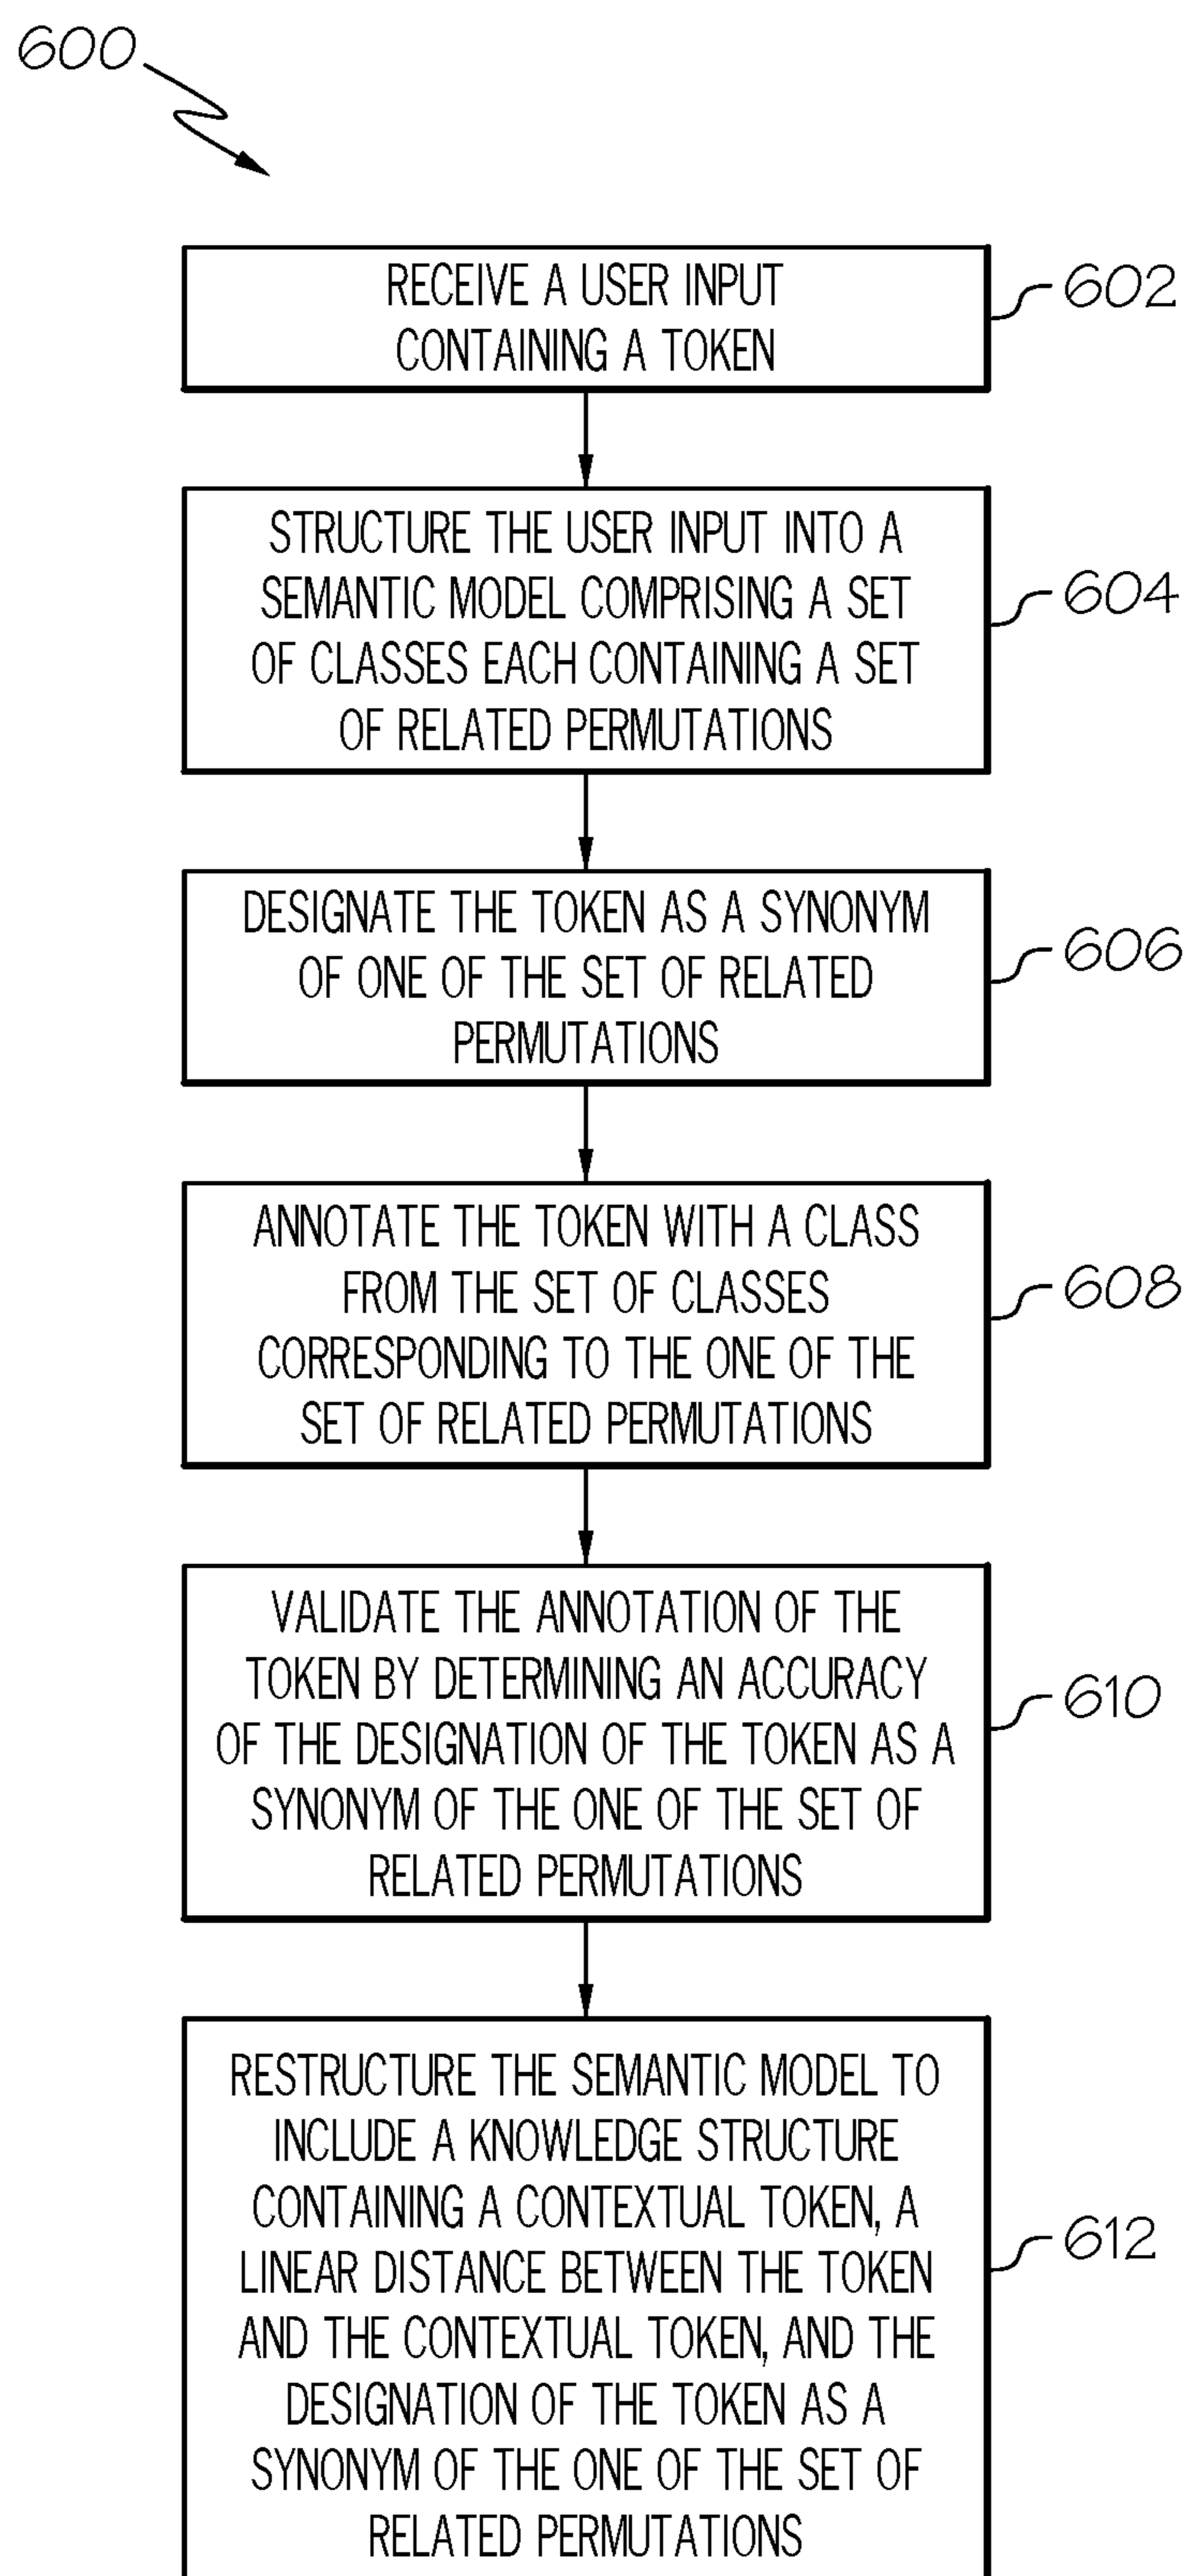 600
RECEIVE A USER INPUT
CONTAINING A TOKEN
602
STRUCTURE THE USER INPUT INTO A
SEMANTIC MODEL COMPRISING A SET
OF CLASSES EACH CONTAINING A SET
OF RELATED PERMUTATIONS
604
DESIGNATE THE TOKEN AS A SYNONYM
OF ONE OF THE SET OF RELATED
PERMUTATIONS
606
ANNOTATE THE TOKEN WITH A CLASS
FROM THE SET OF CLASSES
CORRESPONDING TO THE ONE OF THE
SET OF RELATED PERMUTATIONS
608
VALIDATE THE ANNOTATION OF THE
TOKEN BY DETERMINING AN ACCURACY
OF THE DESIGNATION OF THE TOKEN AS A
SYNONYM OF THE ONE OF THE SET OF
RELATED PERMUTATIONS
610
RESTRUCTURE THE SEMANTIC MODEL TO
INCLUDE A KNOWLEDGE STRUCTURE
CONTAINING A CONTEXTUAL TOKEN, A
LINEAR DISTANCE BETWEEN THE TOKEN
AND THE CONTEXTUAL TOKEN, AND THE
DESIGNATION OF THE TOKEN AS A
SYNONYM OF THE ONE OF THE SET OF
RELATED PERMUTATIONS
612